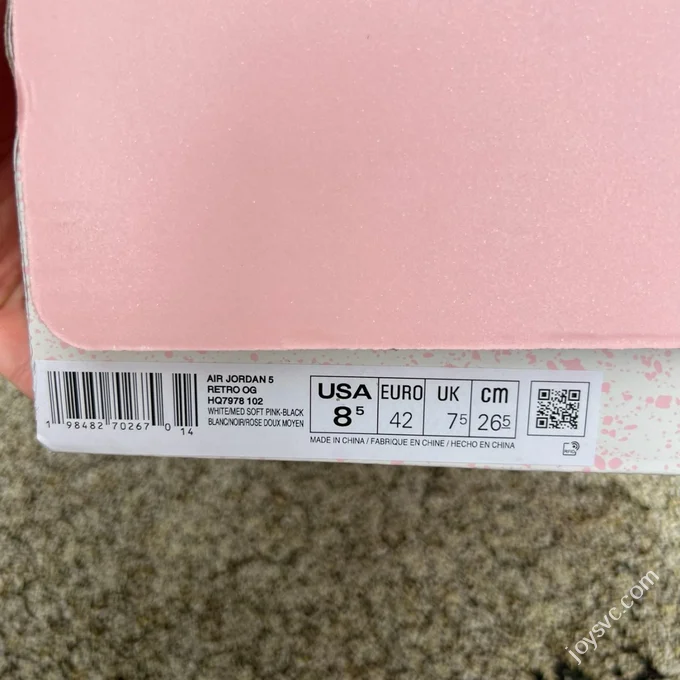 AIR JORDAN 5
RETRO OG
HQ7978 102
WHITE/MED SOFT PINK-BLACK
BLANC/NOIR/ROSE DOUX MOYEN
1 98482 70267 0 14
USA EURO UK cm
8 5 42 7 5 26 5
MADE IN CHINA / FABRIQUE EN CHINE / HECHO EN CHINA
RFID
joysvc.com